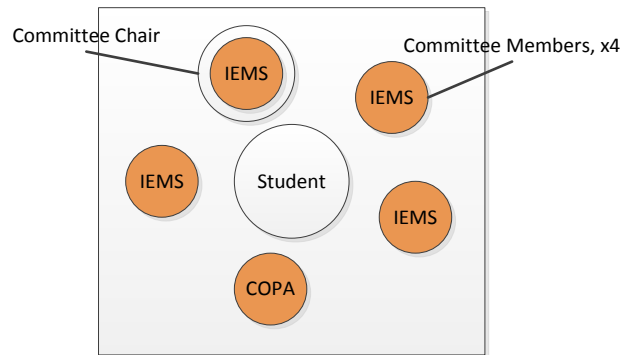 Committee Chair
IEMS
Committee Members, x4
IEMS
IEMS
Student
IEMS
COPA